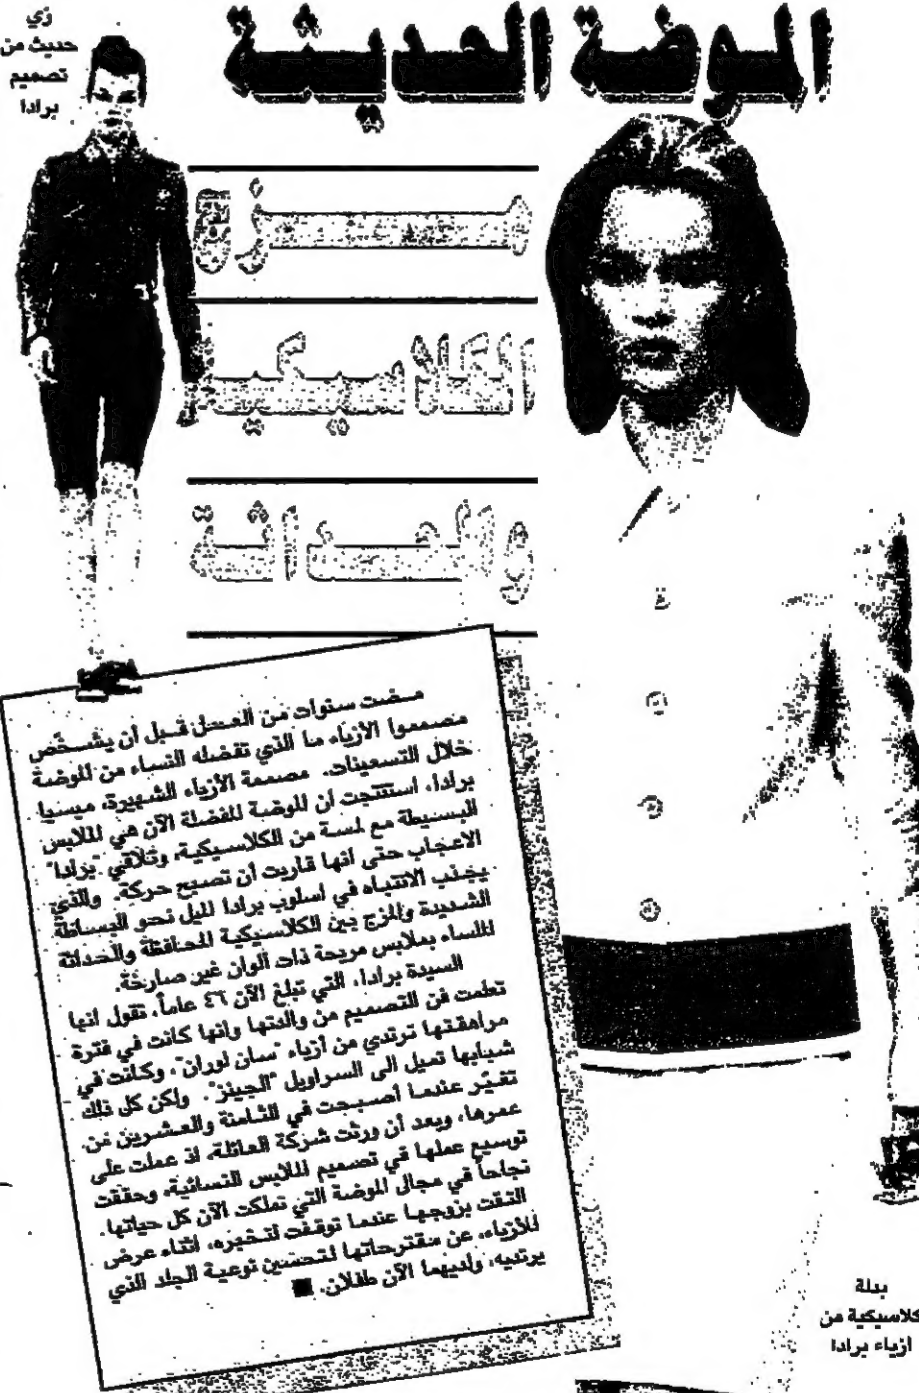 الموضة الحديثة
مزج
الكلاسيكية
والحداثة
زي
حديث من
تصميم
برادا
مضت سنوات من العمل قبل أن يشخّص
مصمموا الازياء ما الذي تفضله النساء من الموضة
خلال التسعينات. مصممة الأزياء الشهيرة، ميسيا
برادا، استنتجت أن الموضة المفضلة الآن هي الملابس
البسيطة مع لمسة من الكلاسيكية، وتلاقي "برادا"
الاعجاب حتى انها قاربت أن تصبح حركة. والذي
يجذب الانتباه في اسلوب برادا الميل نحو البساطة
الشديدة والمزج بين الكلاسيكية المحافظة والحداثة
للنساء بملابس مريحة ذات ألوان غير صارخة.
السيدة برادا، التي تبلغ الآن ٤٦ عاماً، تقول انها
تعلمت فن التصميم من والدتها وانها كانت في فترة
مراهقتها ترتدي من أزياء "سان لوران"، وكانت في
شبابها تميل الى السراويل "الجينز". ولكن كل ذلك
تغيّر عندما أصبحت في الثامنة والعشرين من
عمرها، وبعد أن ورثت شركة العائلة، اذ عملت على
توسيع عملها في تصميم الملابس النسائية، وحققت
نجاحاً في مجال الموضة التي تملكت الآن كل حياتها.
التقت بزوجها عندما توقفت لتخبره، اثناء عرض
للأزياء، عن مقترحاتها لتحسين نوعية الجلد الذي
يرتديه، ولديهما الآن طفلان. ■
بدلة
كلاسيكية من
ازياء برادا